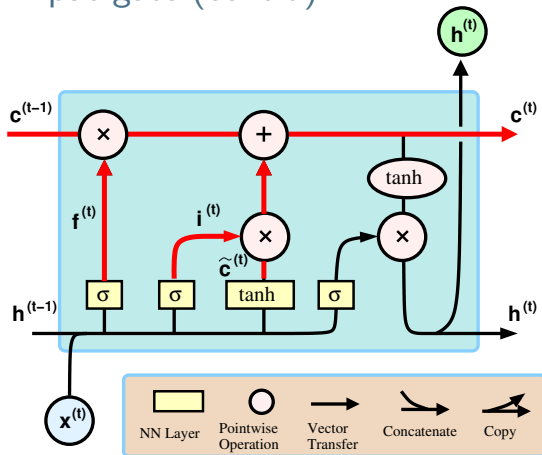 h^(t)
c^(t−1)
c^(t)
×
+
tanh
f^(t)
i^(t)
×
×
c̃^(t)
σ
σ
tanh
σ
h^(t−1)
h^(t)
x^(t)
NN Layer
Pointwise
Operation
Vector
Transfer
Concatenate
Copy